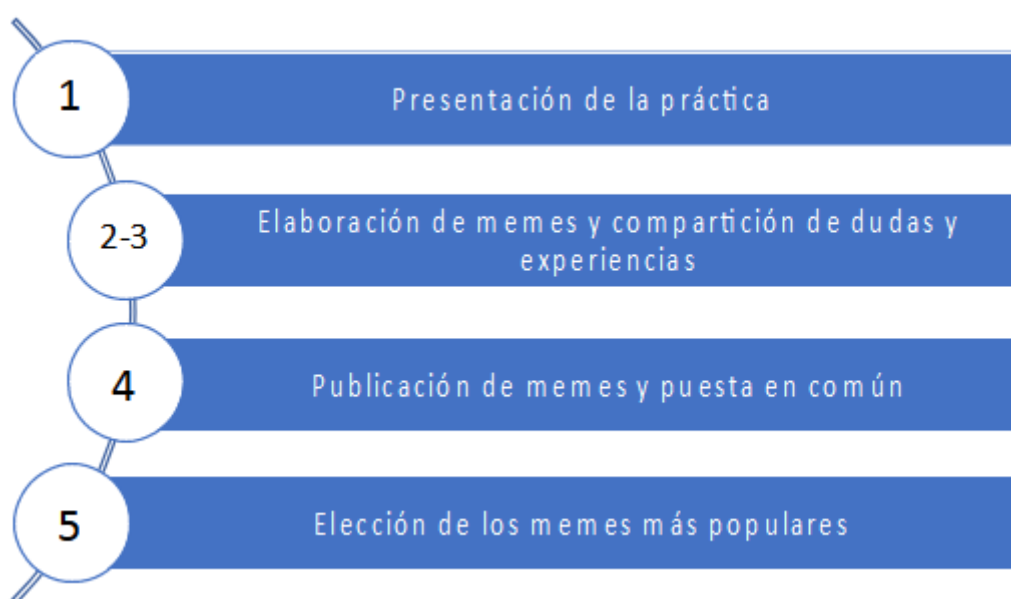 1
Presentación de la práctica
2-3
Elaboración de memes y compartición de dudas y
experiencias
4
Publicación de memes y puesta en común
5
Elección de los memes más populares